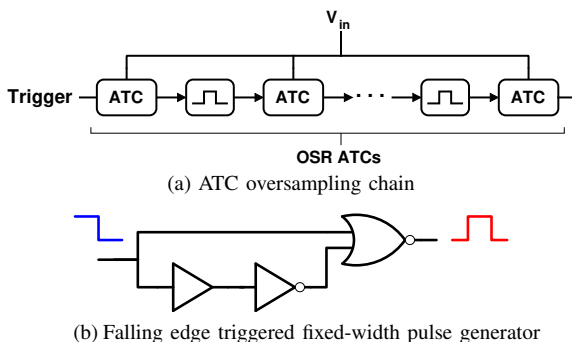 V_in
Trigger ATC ATC · · · ATC
OSR ATCs
(a) ATC oversampling chain
(b) Falling edge triggered fixed-width pulse generator